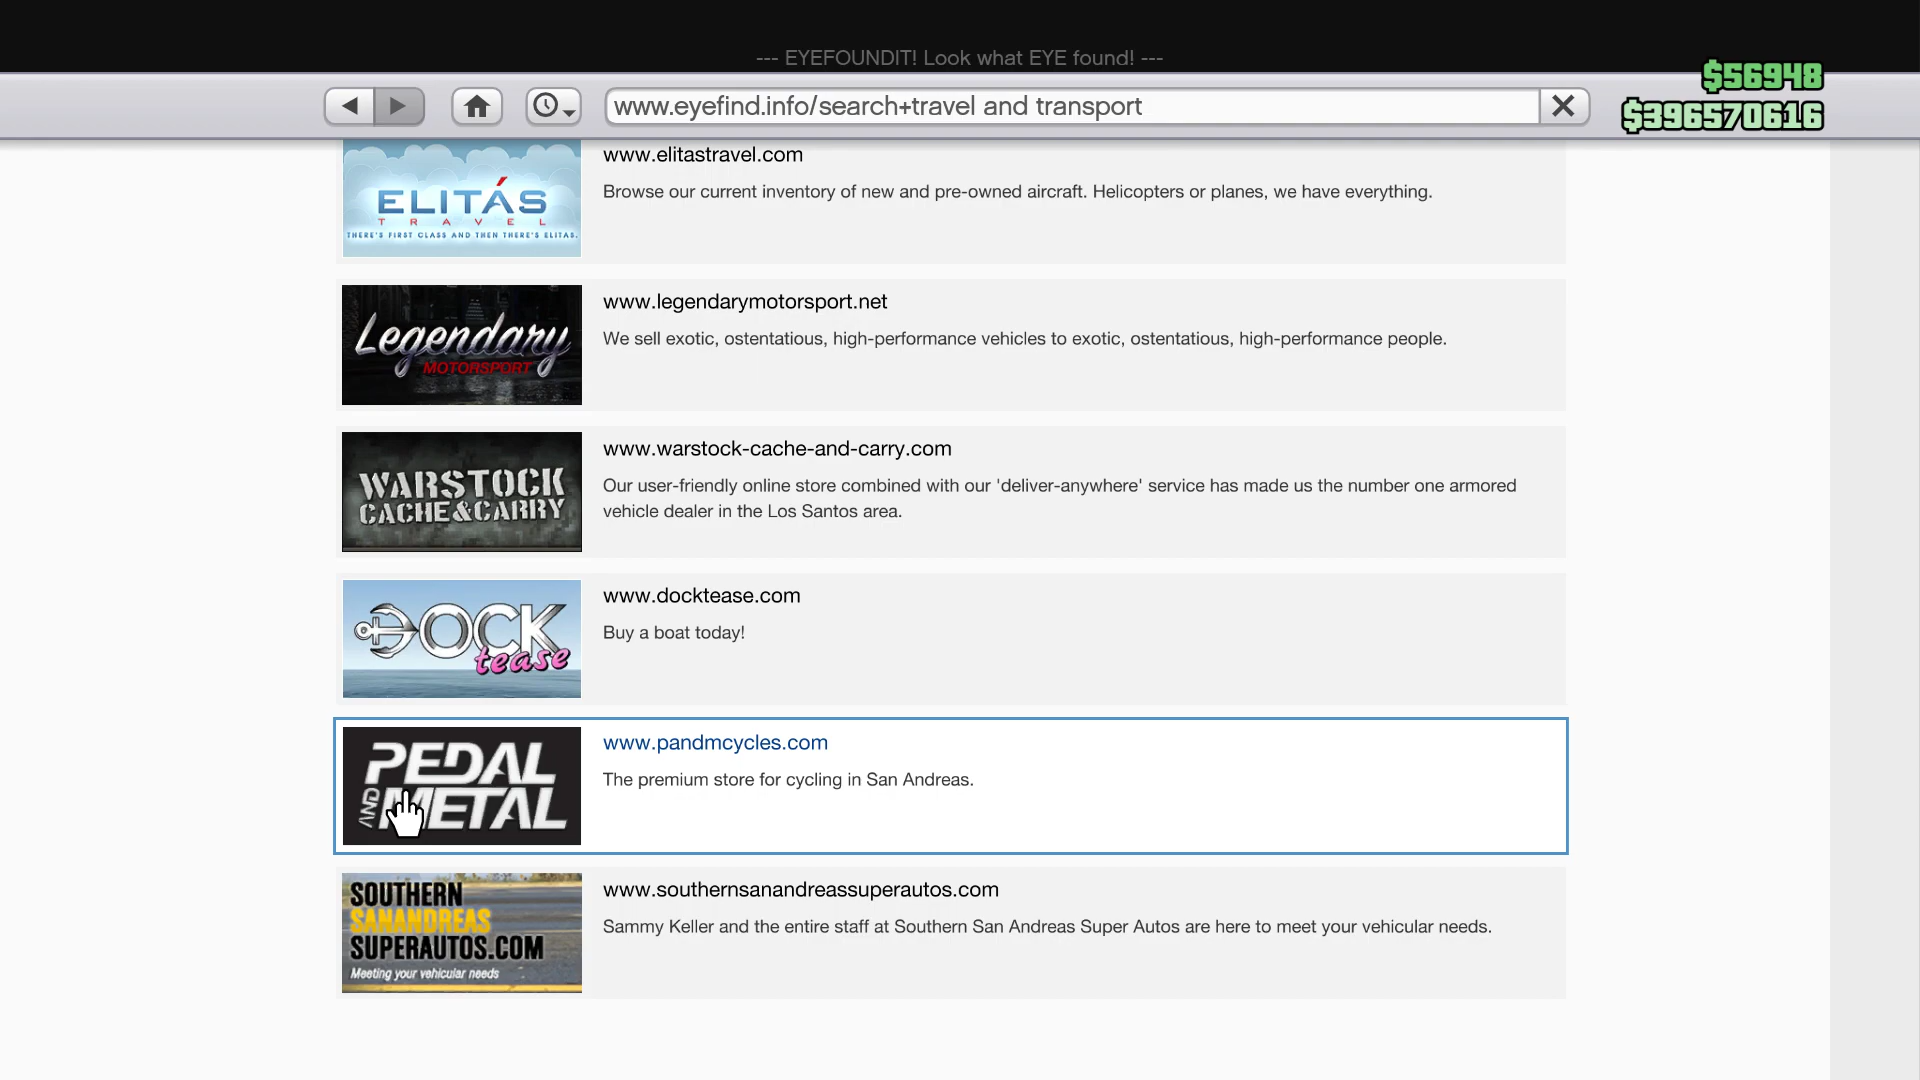 --- EYEFOUNDIT! Look what EYE found! ---
$56948
www.eyefind.info/search+travel and transport
$396570616
ELITÁS
TRAVEL
THERE'S FIRST CLASS AND THEN THERE'S ELITAS.
www.elitastravel.com
Browse our current inventory of new and pre-owned aircraft. Helicopters or planes, we have everything.
Legendary
MOTORSPORT
www.legendarymotorsport.net
We sell exotic, ostentatious, high-performance vehicles to exotic, ostentatious, high-performance people.
WARSTOCK
CACHE&CARRY
www.warstock-cache-and-carry.com
Our user-friendly online store combined with our 'deliver-anywhere' service has made us the number one armored
vehicle dealer in the Los Santos area.
DOCK
tease
www.docktease.com
Buy a boat today!
PEDAL
AND METAL
www.pandmcycles.com
The premium store for cycling in San Andreas.
SOUTHERN
SANANDREAS
SUPERAUTOS.COM
Meeting your vehicular needs
www.southernsanandreassuperautos.com
Sammy Keller and the entire staff at Southern San Andreas Super Autos are here to meet your vehicular needs.